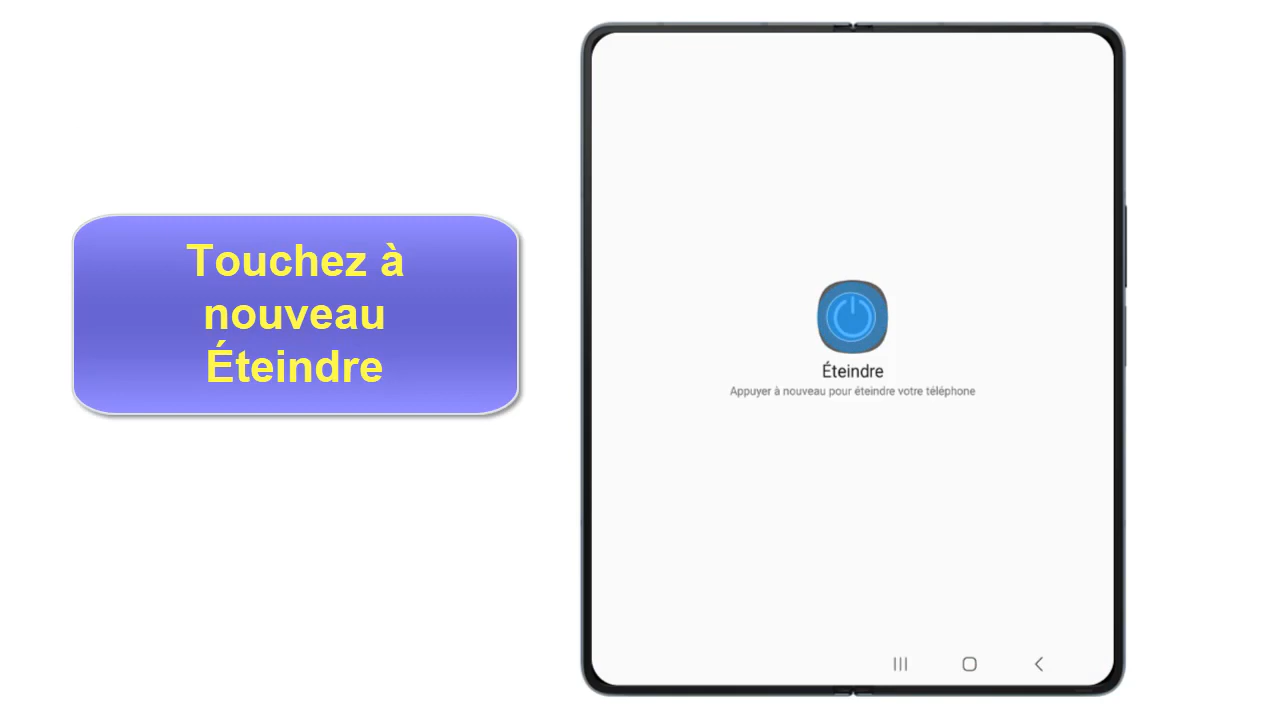 Touchez à
nouveau
Éteindre
Éteindre
Appuyer à nouveau pour éteindre votre téléphone